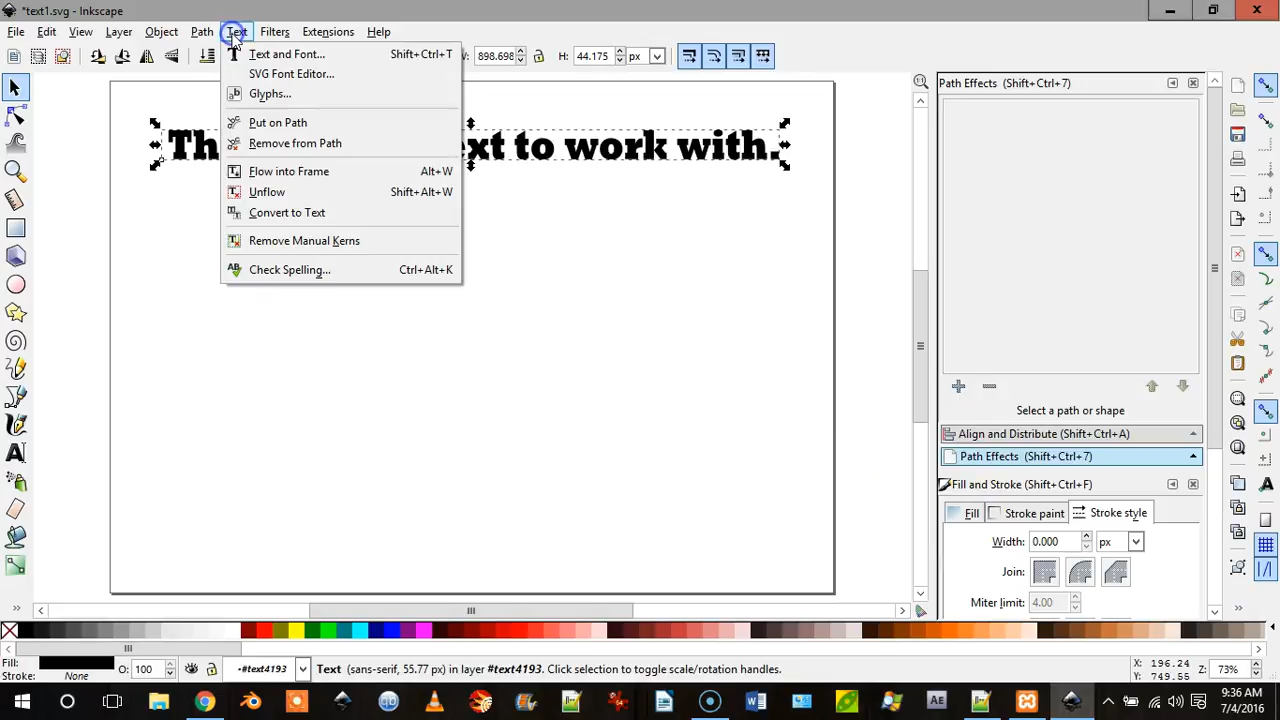 *text1.svg - Inkscape
File Edit View Layer Object Path Text Filters Extensions Help
898.698 H: 44.175 px
Text and Font... Shift+Ctrl+T
SVG Font Editor...
Glyphs...
Put on Path
Remove from Path
Flow into Frame Alt+W
Unflow Shift+Alt+W
Convert to Text
Remove Manual Kerns
Check Spelling... Ctrl+Alt+K
to work with.
Path Effects (Shift+Ctrl+7)
Select a path or shape
Align and Distribute (Shift+Ctrl+A)
Path Effects (Shift+Ctrl+7)
Fill and Stroke (Shift+Ctrl+F)
Fill Stroke paint Stroke style
Width: 0.000 px
Join:
Miter limit: 4.00
Fill:
Stroke: None
O: 100
•#text4193
Text (sans-serif, 55.77 px) in layer #text4193. Click selection to toggle scale/rotation handles.
X: 196.24
Y: 749.55
Z: 73%
9:36 AM
7/4/2016